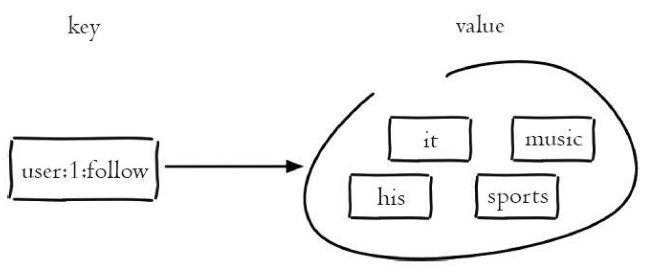 key
value
user:1:follow
it
music
his
sports